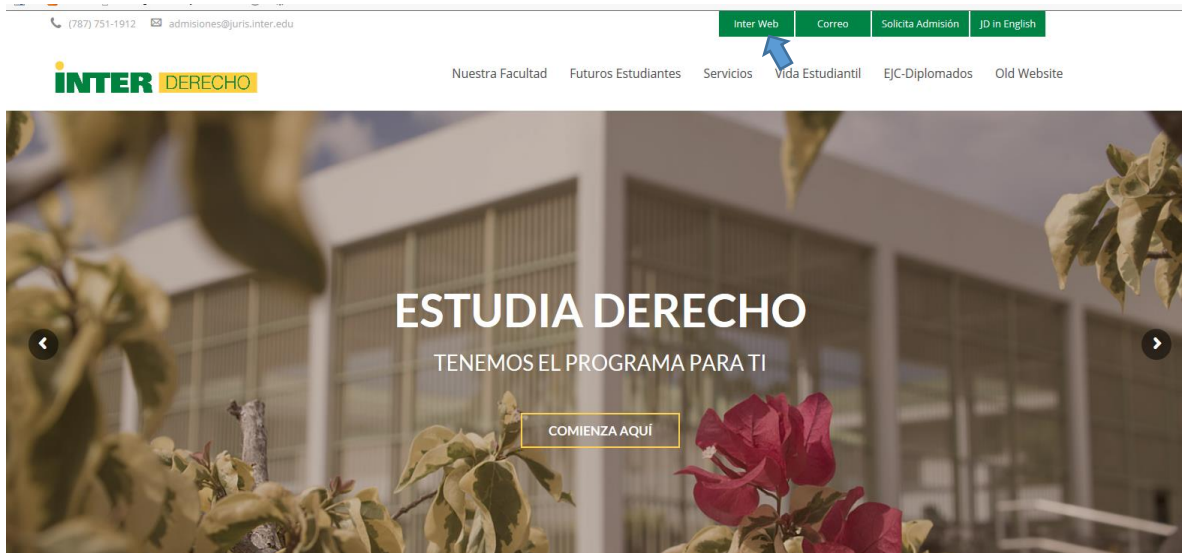 (787) 751-1912 admisiones@juris.inter.edu Inter Web Correo Solicita Admisión JD in English
INTER DERECHO
Nuestra Facultad Futuros Estudiantes Servicios Vida Estudiantil EJC-Diplomados Old Website
ESTUDIA DERECHO
TENEMOS EL PROGRAMA PARA TI
COMIENZA AQUÍ